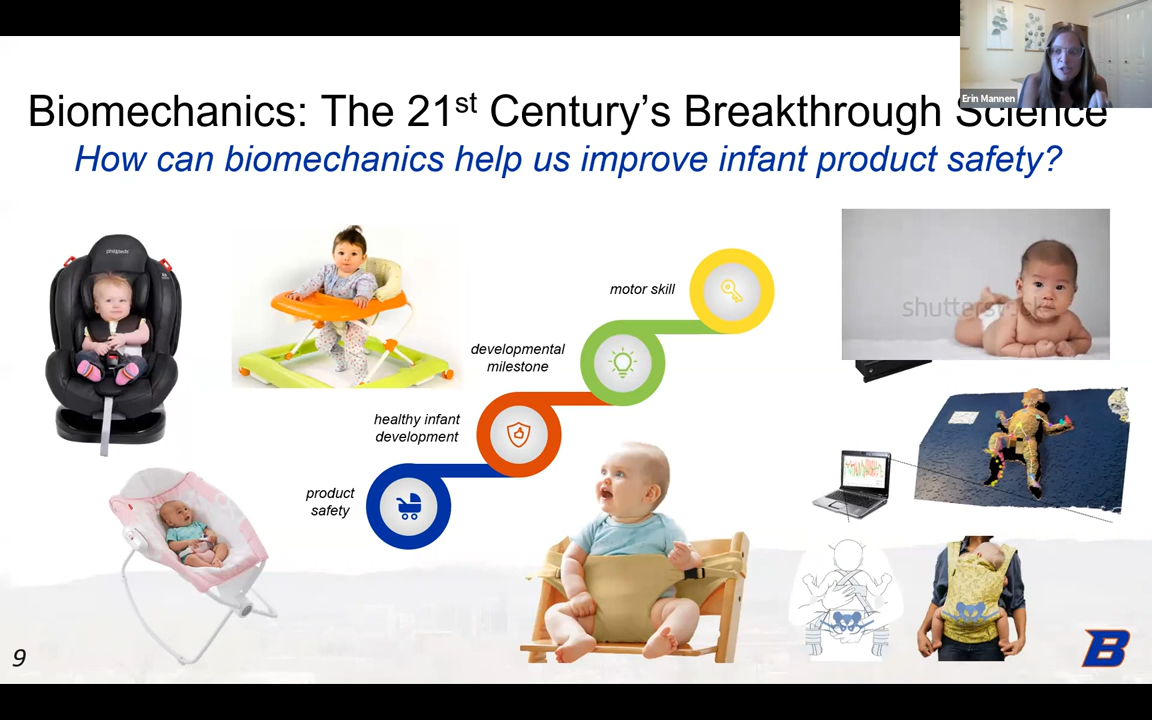 Erin Mannen
Biomechanics: The 21st Century's Breakthrough Science
How can biomechanics help us improve infant product safety?
motor skill
developmental
milestone
healthy infant
development
product
safety
9
B